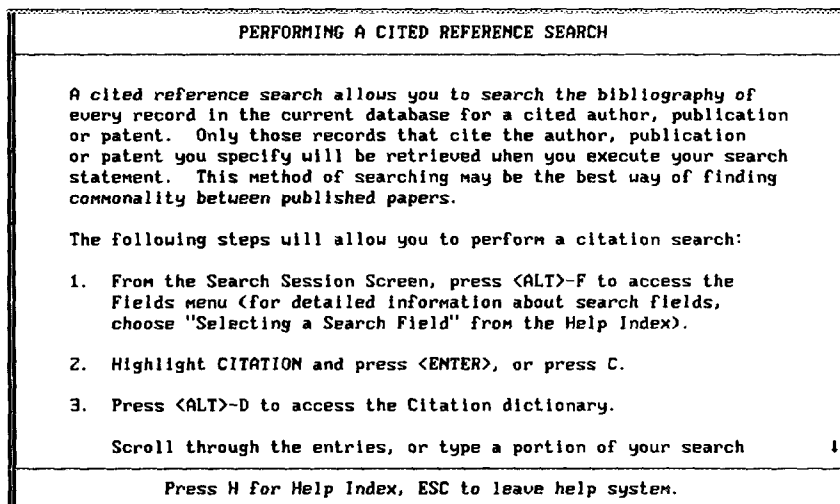 PERFORMING A CITED REFERENCE SEARCH
A cited reference search allows you to search the bibliography of
every record in the current database for a cited author, publication
or patent. Only those records that cite the author, publication
or patent you specify will be retrieved when you execute your search
statement. This method of searching may be the best way of finding
commonality between published papers.
The following steps will allow you to perform a citation search:
1. From the Search Session Screen, press <ALT>-F to access the
Fields menu (for detailed information about search fields,
choose "Selecting a Search Field" from the Help Index).
2. Highlight CITATION and press <ENTER>, or press C.
3. Press <ALT>-D to access the Citation dictionary.
Scroll through the entries, or type a portion of your search ↓
Press H for Help Index, ESC to leave help system.